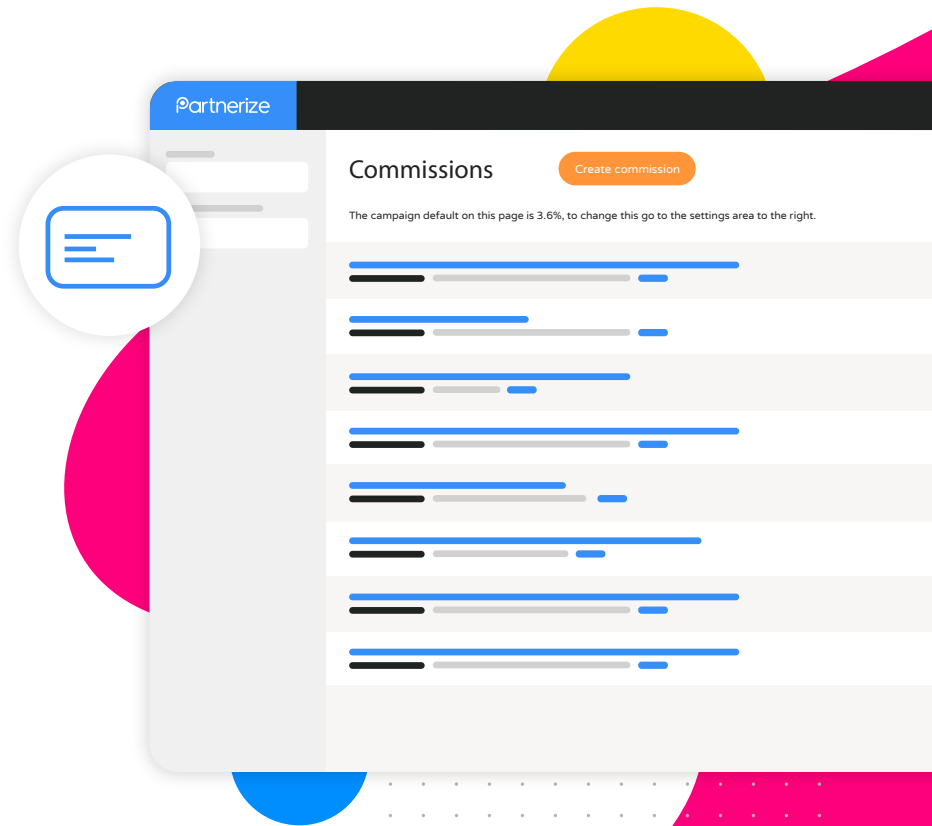 Partnerize
Commissions
Create commission
The campaign default on this page is 3.6%, to change this go to the settings area to the right.